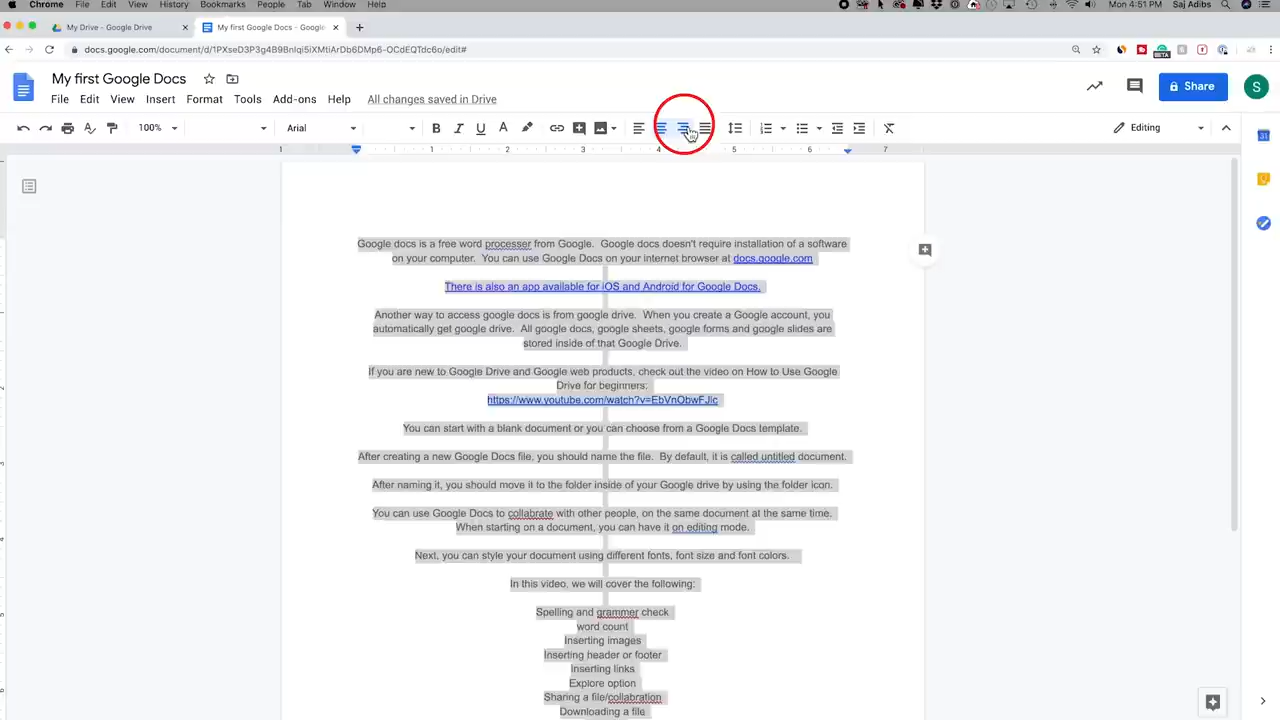 Chrome File Edit View History Bookmarks People Tab Window Help Mon 4:51 PM Saj Adibs
My Drive - Google Drive × My first Google Docs - Google × +
docs.google.com/document/d/1PXseD3P3g4B9Bnlqi5iXMtiArDb6DMp6-OCdEQTdc6o/edit#
My first Google Docs
Share S
File Edit View Insert Format Tools Add-ons Help All changes saved in Drive
100% Arial B I U A Editing
1 1 2 3 4 5 6 7
Google docs is a free word processer from Google. Google docs doesn't require installation of a software
on your computer. You can use Google Docs on your internet browser at docs.google.com
There is also an app available for iOS and Android for Google Docs.
Another way to access google docs is from google drive. When you create a Google account, you
automatically get google drive. All google docs, google sheets, google forms and google slides are
stored inside of that Google Drive.
If you are new to Google Drive and Google web products, check out the video on How to Use Google
Drive for beginners:
https://www.youtube.com/watch?v=EbVnObwFJlc
You can start with a blank document or you can choose from a Google Docs template.
After creating a new Google Docs file, you should name the file. By default, it is called untitled document.
After naming it, you should move it to the folder inside of your Google drive by using the folder icon.
You can use Google Docs to collabrate with other people, on the same document at the same time.
When starting on a document, you can have it on editing mode.
Next, you can style your document using different fonts, font size and font colors.
In this video, we will cover the following:
Spelling and grammer check
word count
Inserting images
Inserting header or footer
Inserting links
Explore option
Sharing a file/collabration
Downloading a file